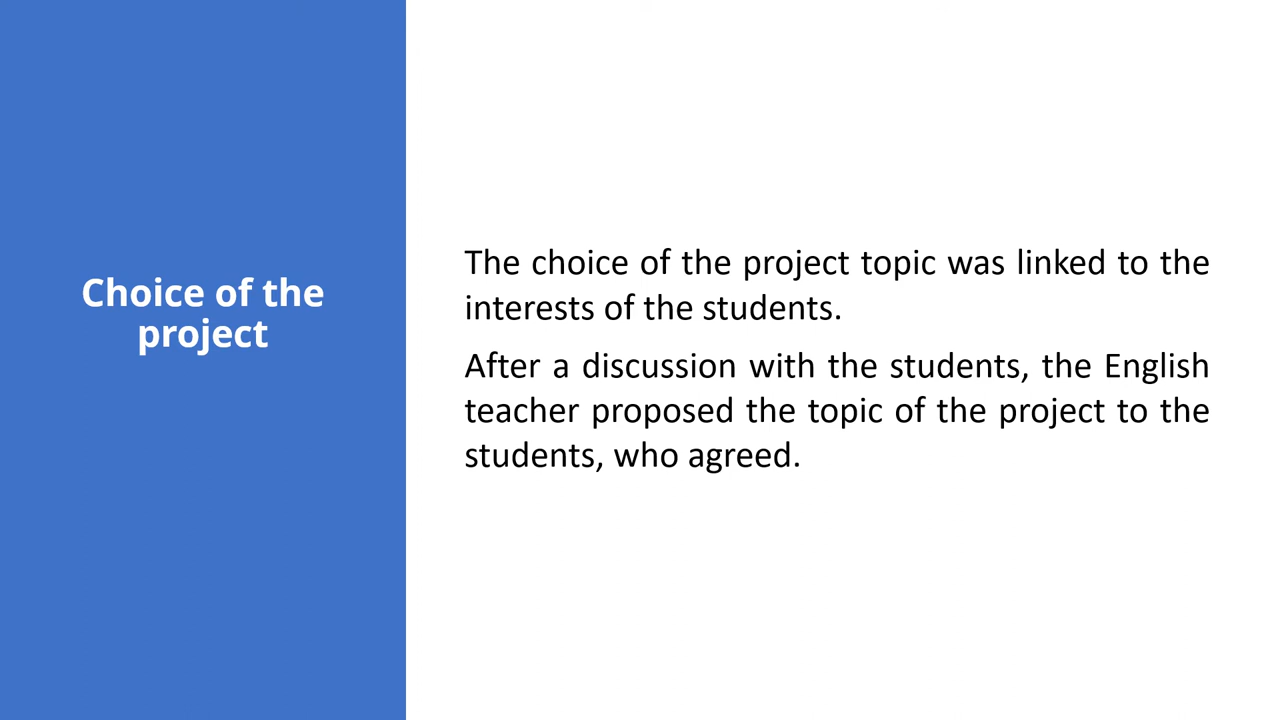 Choice of the
project
The choice of the project topic was linked to the
interests of the students.
After a discussion with the students, the English
teacher proposed the topic of the project to the
students, who agreed.